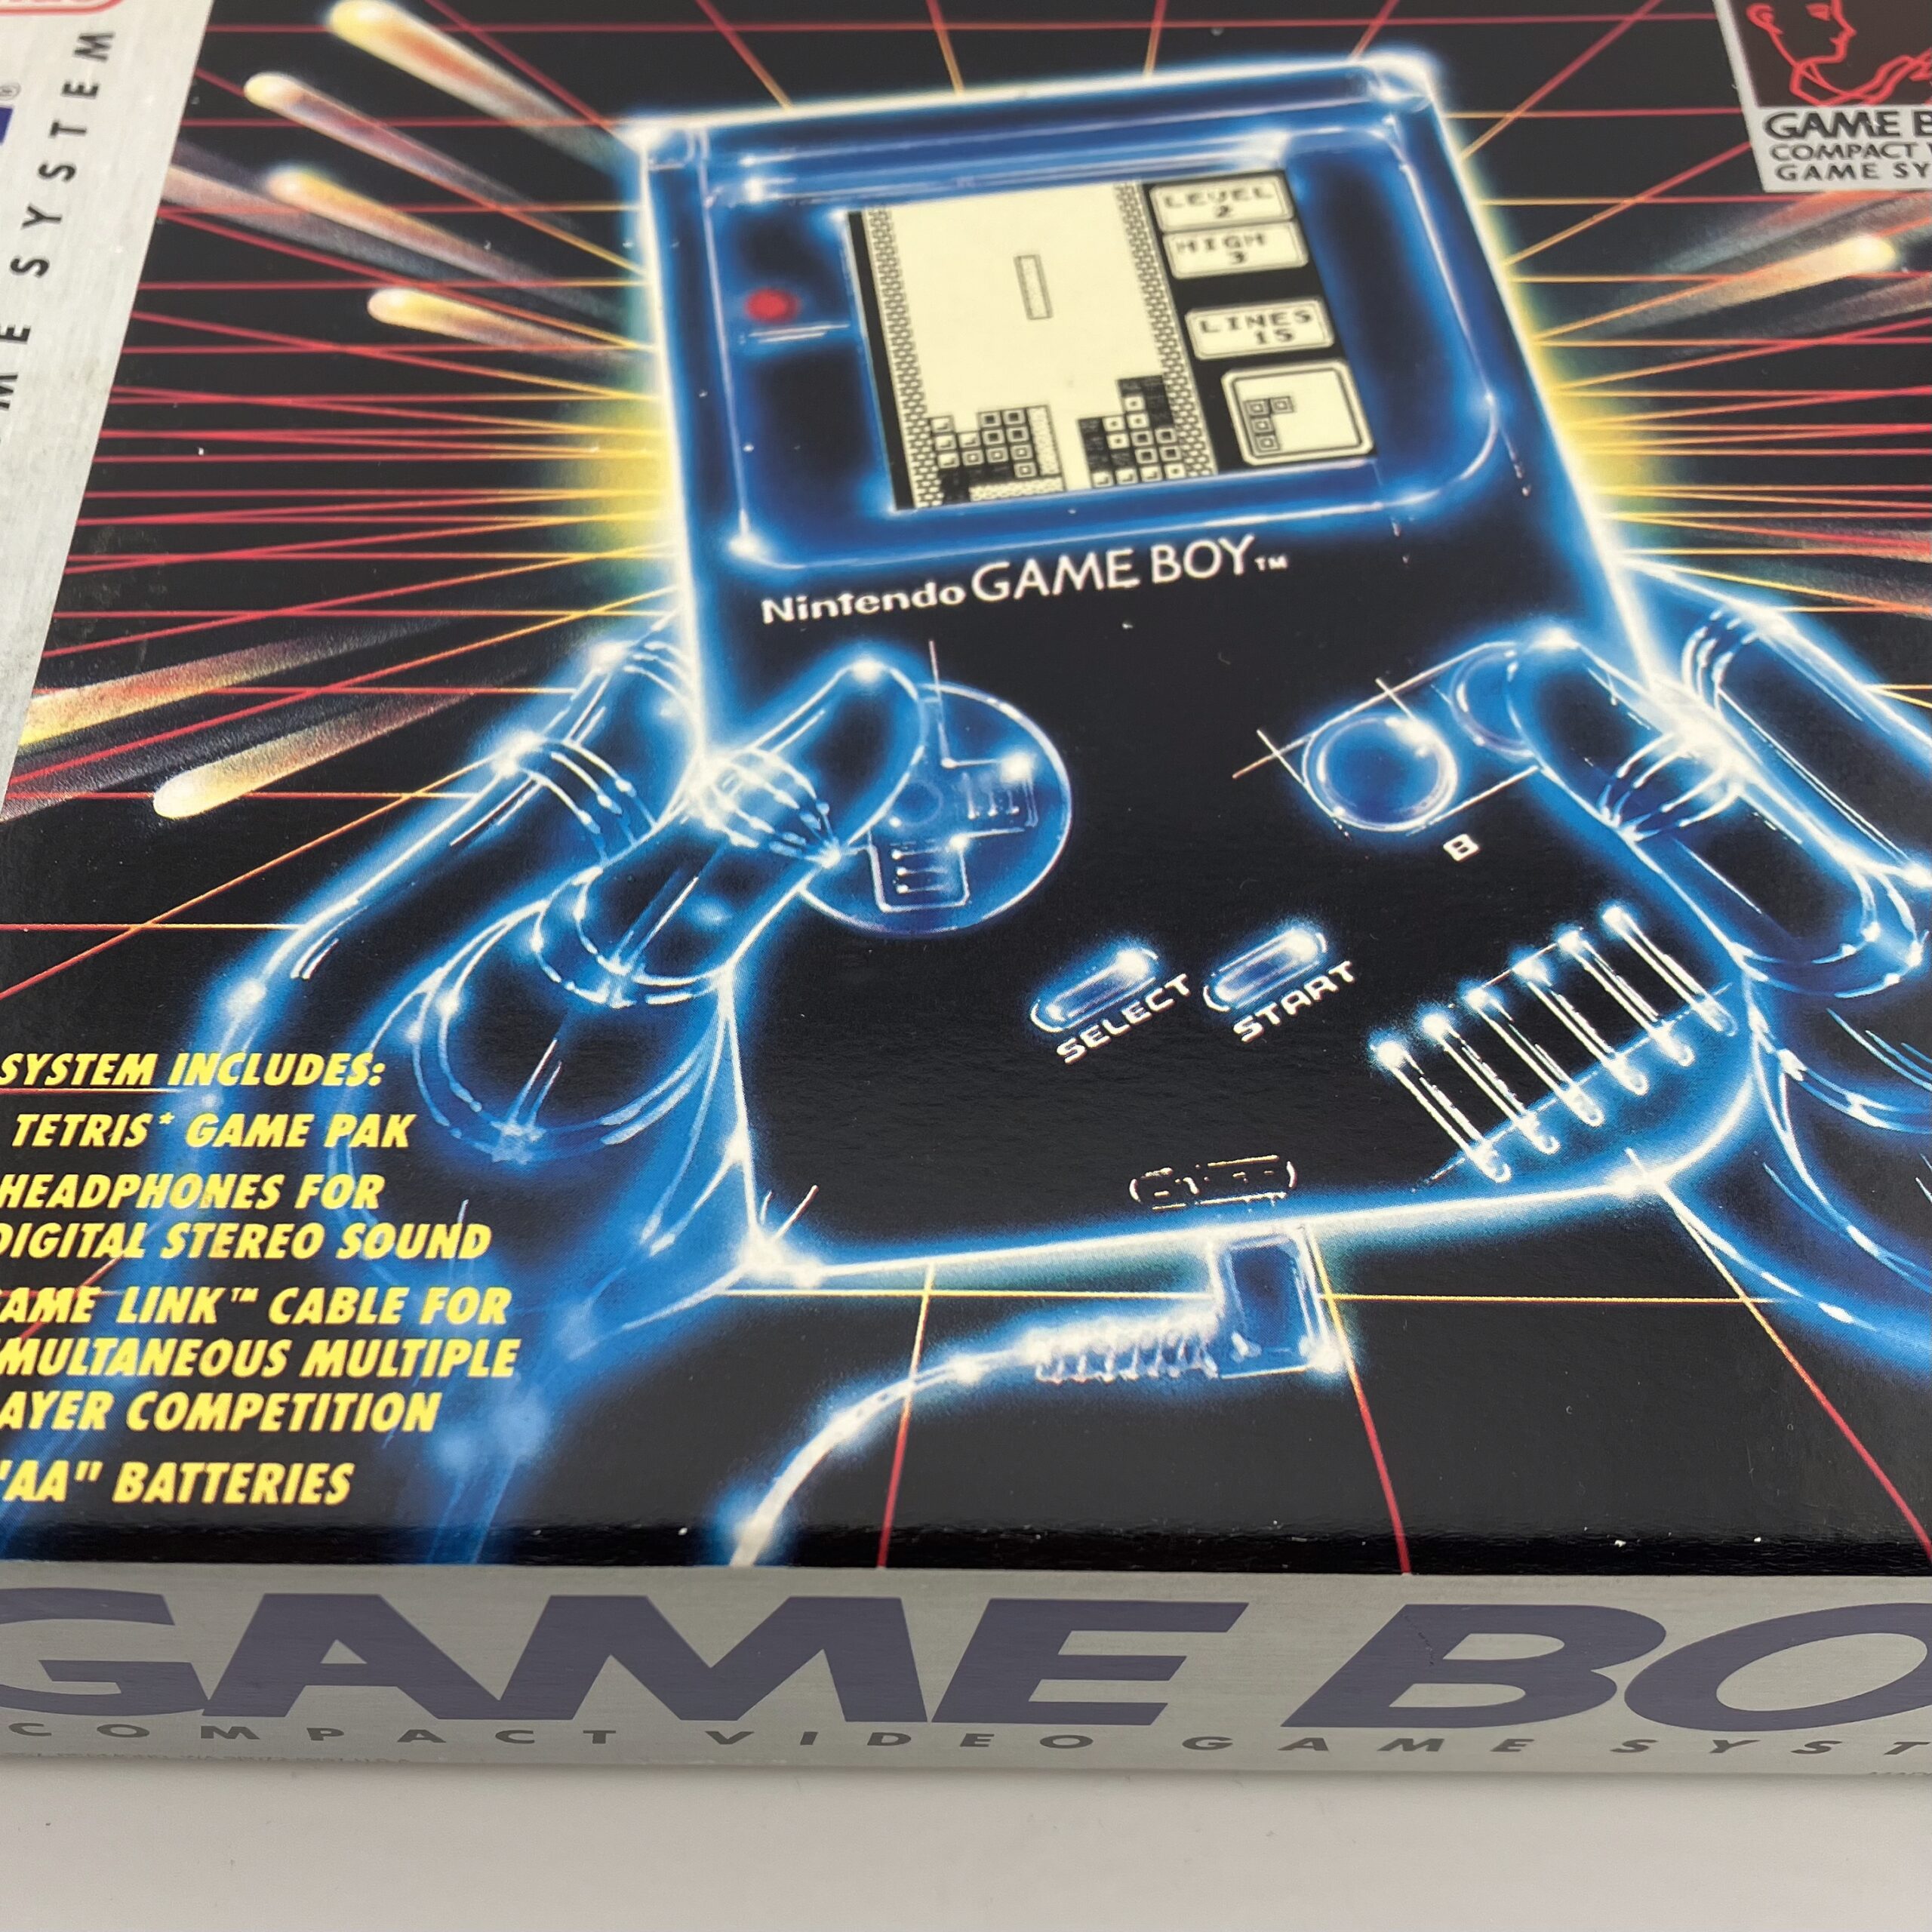 SYSTEM
GAME B
COMPACT V
GAME SY
LEVEL
2
HIGH
3
LINES
15
Nintendo GAME BOY™
B
SELECT
START
SYSTEM INCLUDES:
TETRIS* GAME PAK
HEADPHONES FOR
DIGITAL STEREO SOUND
AME LINK™ CABLE FOR
MULTANEOUS MULTIPLE
AYER COMPETITION
"AA" BATTERIES
GAME BO
COMPACT VIDEO GAME SYST